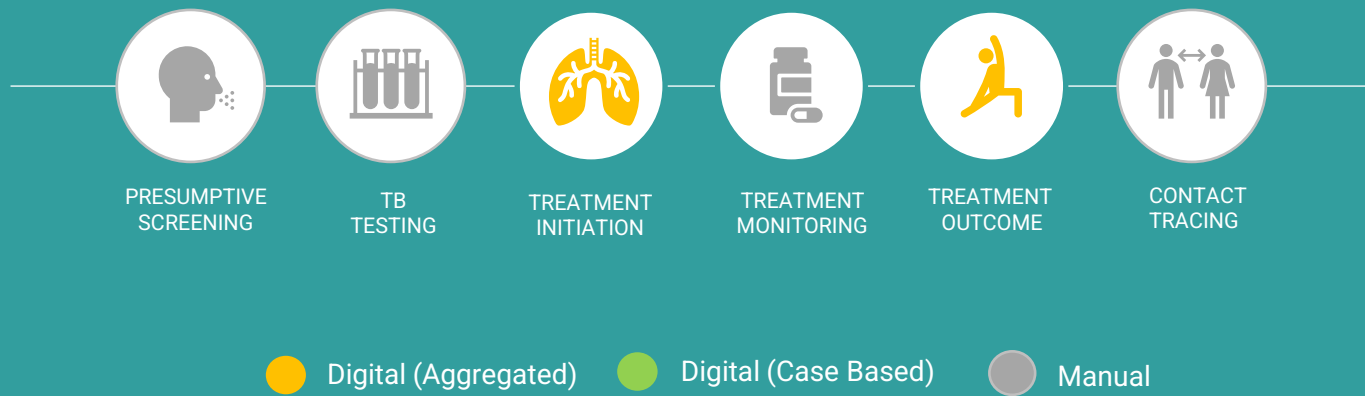 PRESUMPTIVE
SCREENING
TB
TESTING
TREATMENT
INITIATION
TREATMENT
MONITORING
TREATMENT
OUTCOME
CONTACT
TRACING
Digital (Aggregated)
Digital (Case Based)
Manual